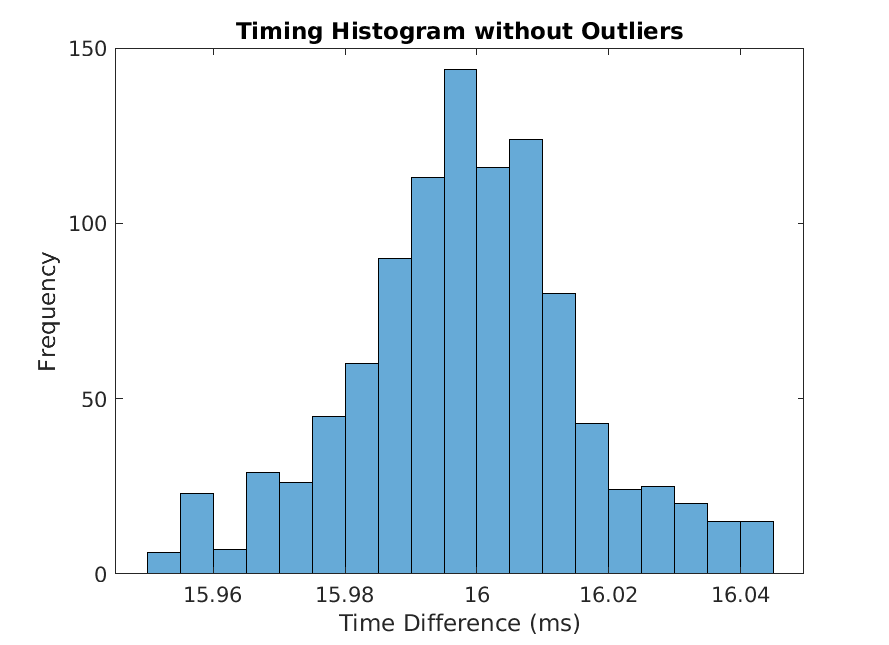 Timing Histogram without Outliers
150
100
50
0
Frequency
15.96 15.98 16 16.02 16.04
Time Difference (ms)